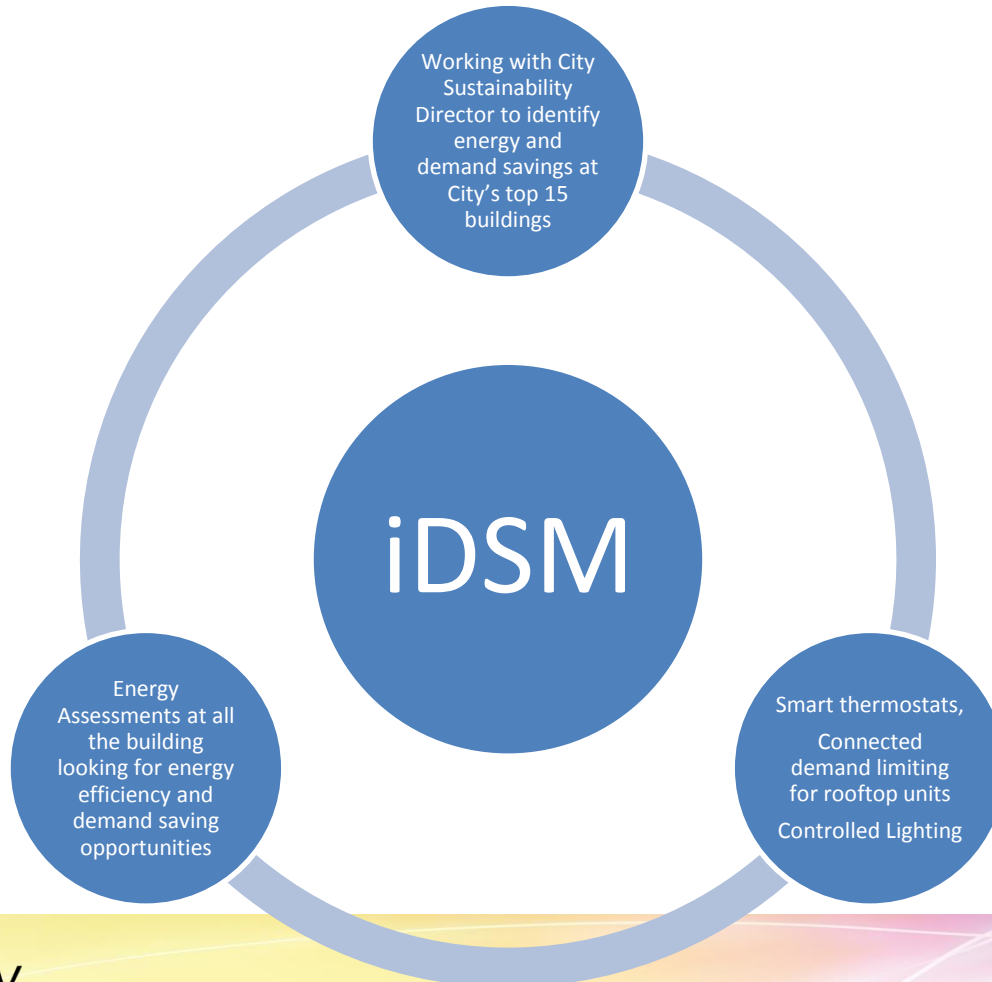 Working with City
Sustainability
Director to identify
energy and
demand savings at
City's top 15
buildings
iDSM
Energy
Assessments at all
the building
looking for energy
efficiency and
demand saving
opportunities
Smart thermostats,
Connected
demand limiting
for rooftop units
Controlled Lighting